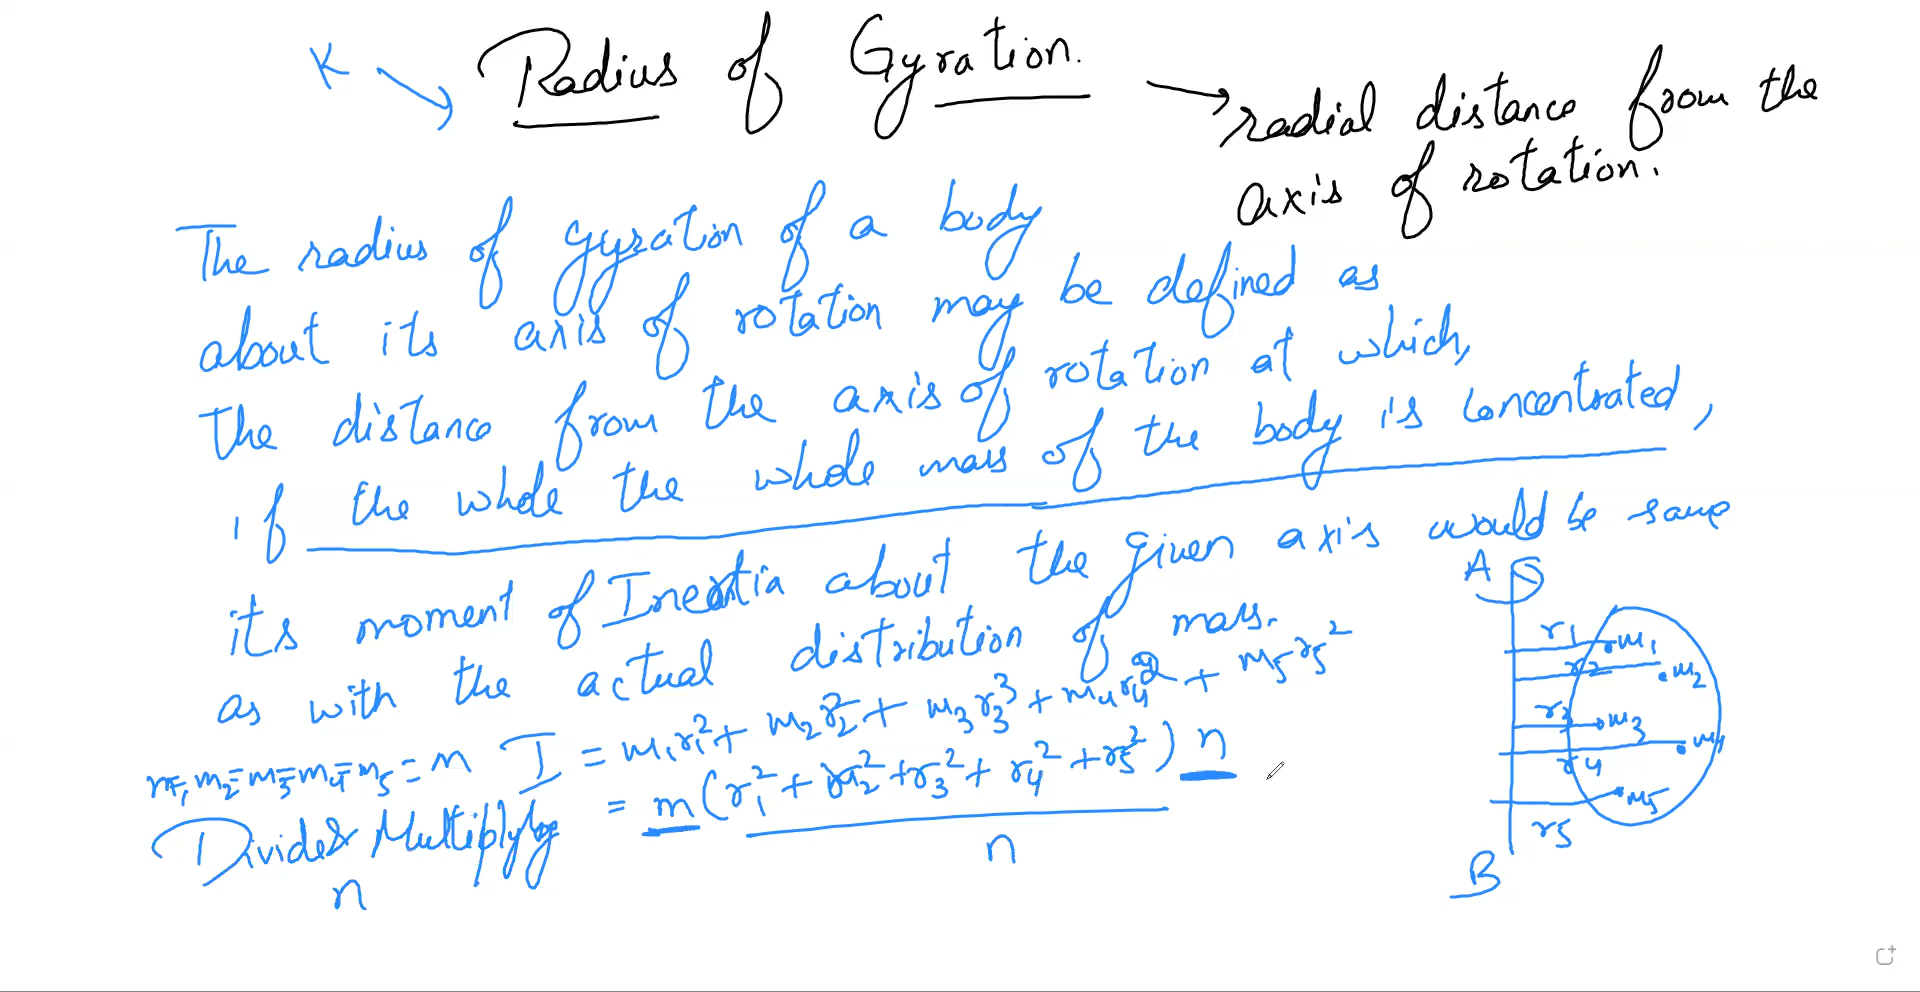 K → Radius of Gyration. → radial distance from the
axis of rotation.
The radius of gyration of a body
about its axis of rotation may be defined as
the distance from the axis of rotation at which,
if the whole the whole mass of the body is concentrated,
its moment of Inertia about the given axis would be same
as with the actual distribution of mass.
m1=m2=m3=m4=m5=m I = m1r1²+ m2r2²+ m3r3³+ m4r4²+ m5r5²
= m(r1²+ r2²+r3²+ r4²+r5²) n
n
Divide & Multiply by
n
A
r1 m1
r2 m2
r3 m3
r4 m4
m5
r5
B